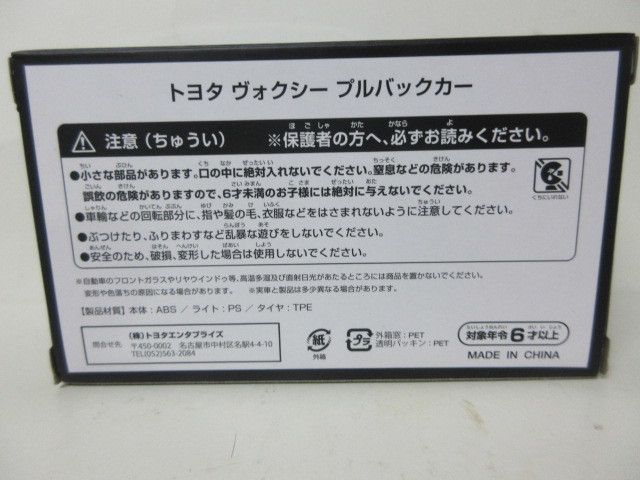 トヨタ ヴォクシー プルバックカー
注意（ちゅうい） ※保護者の方へ、必ずお読みください。
●小さな部品があります。口の中に絶対入れないでください。窒息などの危険があります。
誤飲の危険がありますので、6才未満のお子様には絶対に与えないでください。
●車輪などの回転部分に、指や髪の毛、衣服などをはさまれないように注意してください。
●ぶつけたり、ふりまわすなど乱暴な遊びをしないでください。
●安全のため、破損、変形した場合は使用しないでください。
くちにいれない
※自動車のフロントガラスやリヤウインドゥ等、高温多湿及び直射日光があたるところには商品を置かないでください。
変形や色落ちの原因になる場合があります。 ※実車と製品は多少異なる場合があります。
【製品材質】本体：ABS ／ ライト：PS ／ タイヤ：TPE
問合せ先
（株）トヨタエンタプライズ
〒450-0002 名古屋市中村区名駅4-4-10
TEL(052)563-2084
紙
外箱
プラ
外箱窓：PET
透明パッキン：PET
対象年令6才以上
MADE IN CHINA